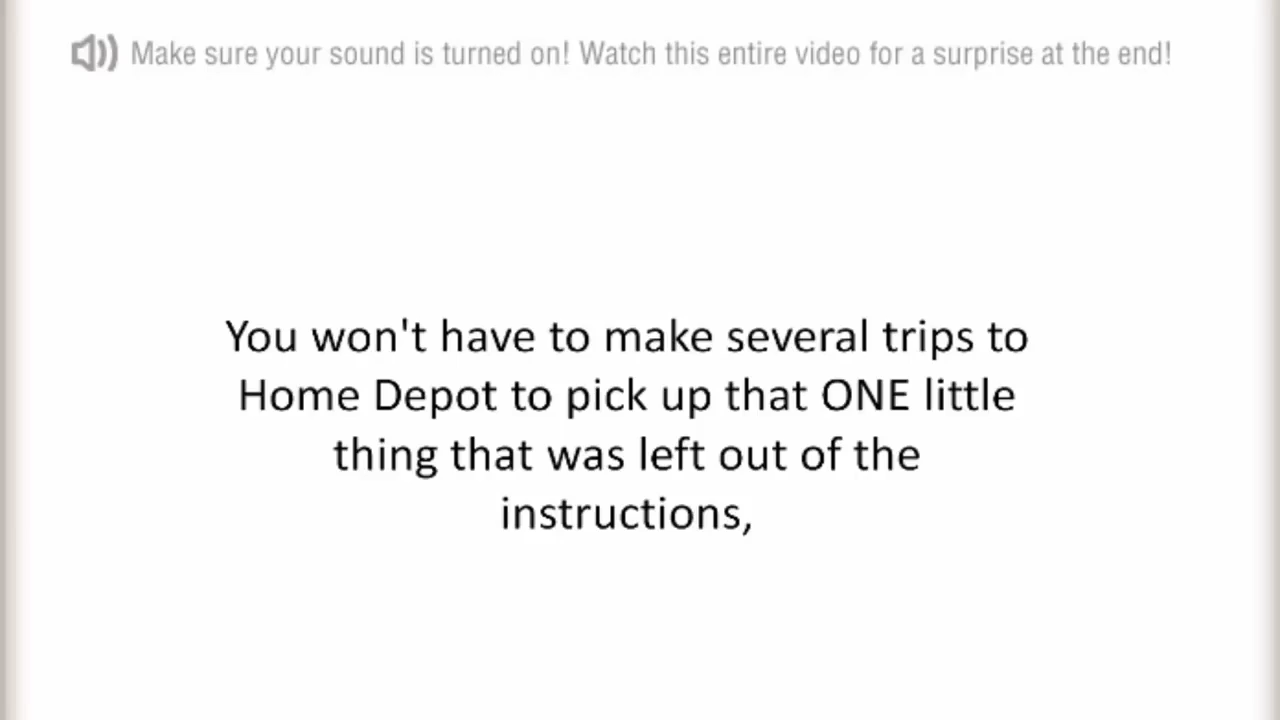 Make sure your sound is turned on! Watch this entire video for a surprise at the end!
You won't have to make several trips to
Home Depot to pick up that ONE little
thing that was left out of the
instructions,